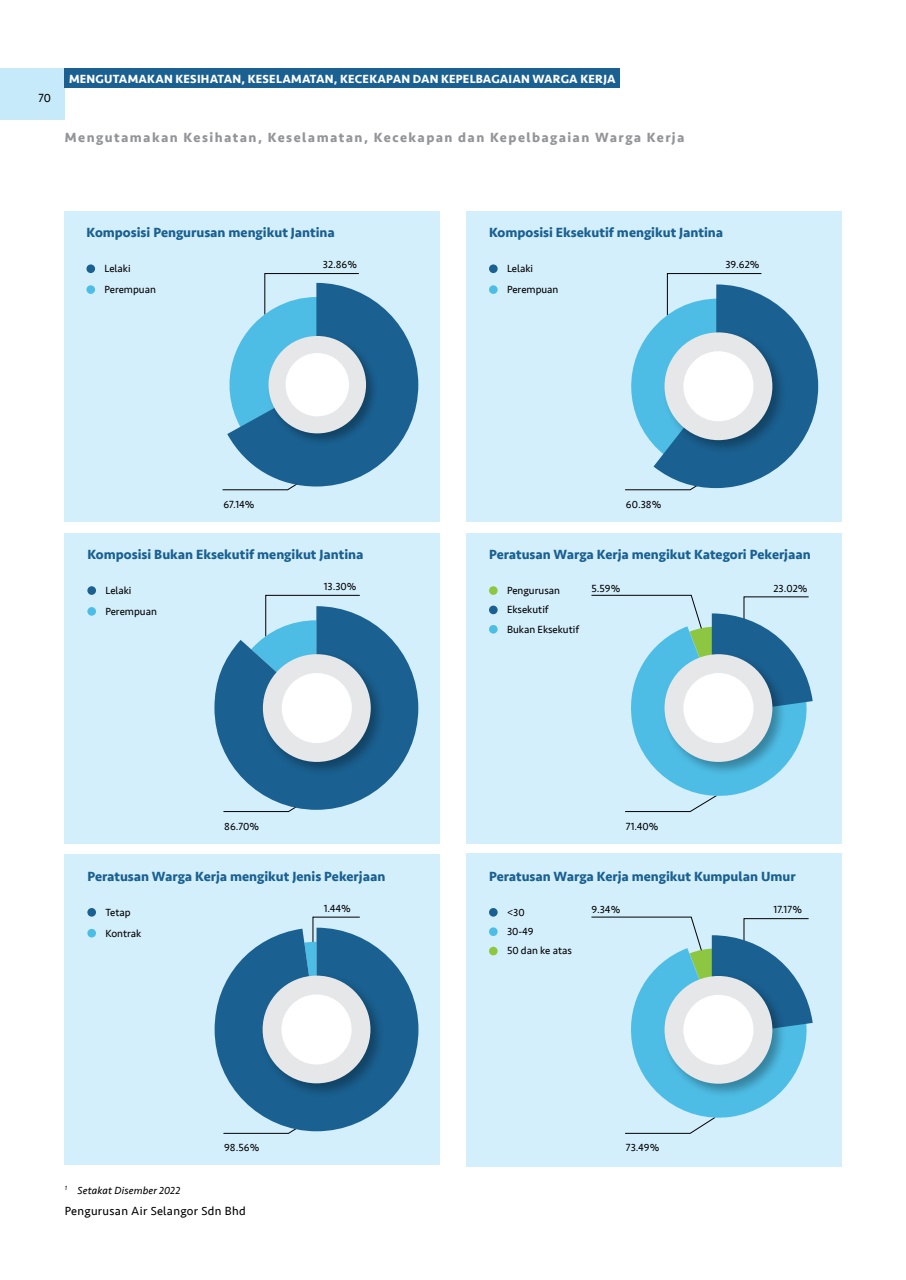 MENGUTAMAKAN KESIHATAN, KESELAMATAN, KECEKAPAN DAN KEPELBAGAIAN WARGA KERJA
70
Mengutamakan Kesihatan, Keselamatan, Kecekapan dan Kepelbagaian Warga Kerja
Komposisi Pengurusan mengikut Jantina
Lelaki
Perempuan
32.86%
67.14%
Komposisi Eksekutif mengikut Jantina
Lelaki
Perempuan
39.62%
60.38%
Komposisi Bukan Eksekutif mengikut Jantina
Lelaki
Perempuan
13.30%
86.70%
Peratusan Warga Kerja mengikut Kategori Pekerjaan
Pengurusan
Eksekutif
Bukan Eksekutif
5.59%
23.02%
71.40%
Peratusan Warga Kerja mengikut Jenis Pekerjaan
Tetap
Kontrak
1.44%
98.56%
Peratusan Warga Kerja mengikut Kumpulan Umur
<30
30-49
50 dan ke atas
9.34%
17.17%
73.49%
1 Setakat Disember 2022
Pengurusan Air Selangor Sdn Bhd